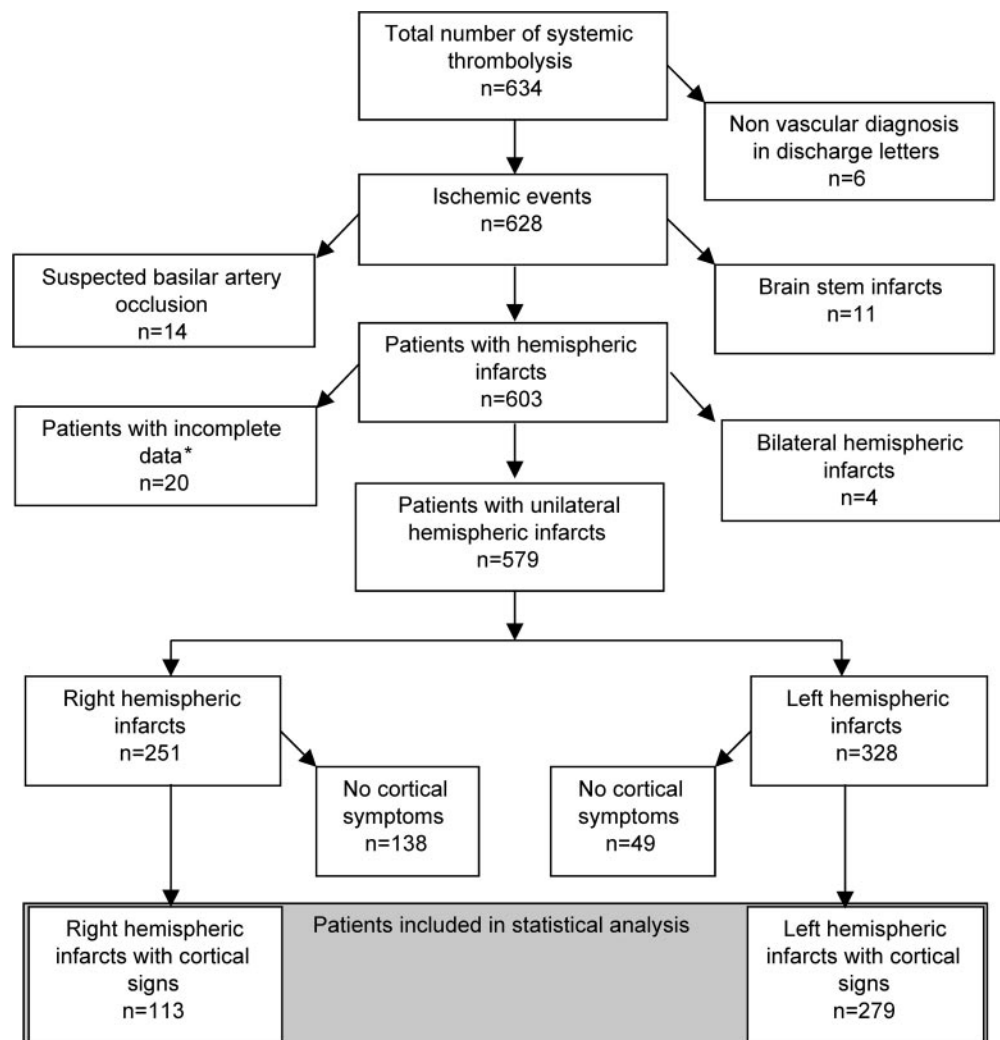 Total number of systemic
thrombolysis
n=634
Non vascular diagnosis
in discharge letters
n=6
Ischemic events
n=628
Suspected basilar artery
occlusion
n=14
Brain stem infarcts
n=11
Patients with hemispheric
infarcts
n=603
Patients with incomplete
data*
n=20
Bilateral hemispheric
infarcts
n=4
Patients with unilateral
hemispheric infarcts
n=579
Right hemispheric
infarcts
n=251
Left hemispheric
infarcts
n=328
No cortical
symptoms
n=138
No cortical
symptoms
n=49
Patients included in statistical analysis
Right hemispheric
infarcts with cortical
signs
n=113
Left hemispheric
infarcts with cortical
signs
n=279